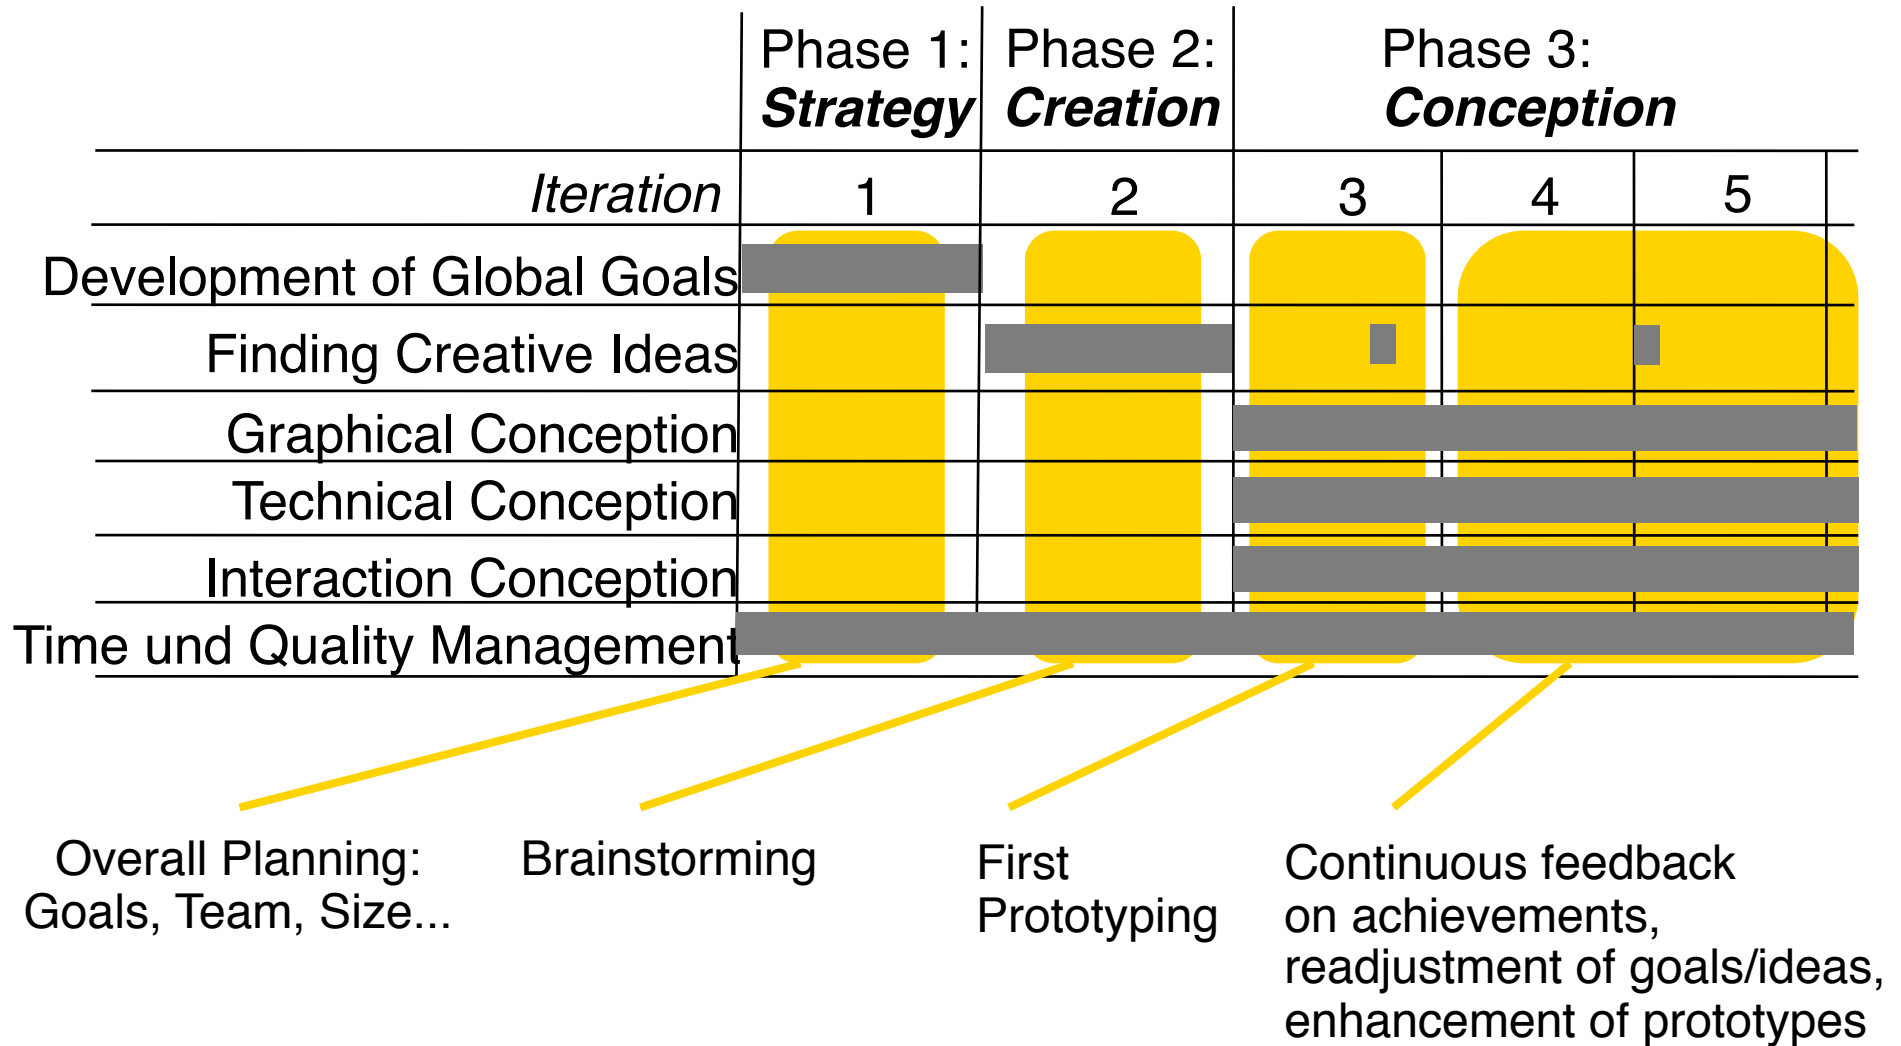 Phase 1:
Strategy
Phase 2:
Creation
Phase 3:
Conception
Iteration 1 2 3 4 5
Development of Global Goals
Finding Creative Ideas
Graphical Conception
Technical Conception
Interaction Conception
Time und Quality Management
Overall Planning:
Goals, Team, Size...
Brainstorming
First
Prototyping
Continuous feedback
on achievements,
readjustment of goals/ideas,
enhancement of prototypes